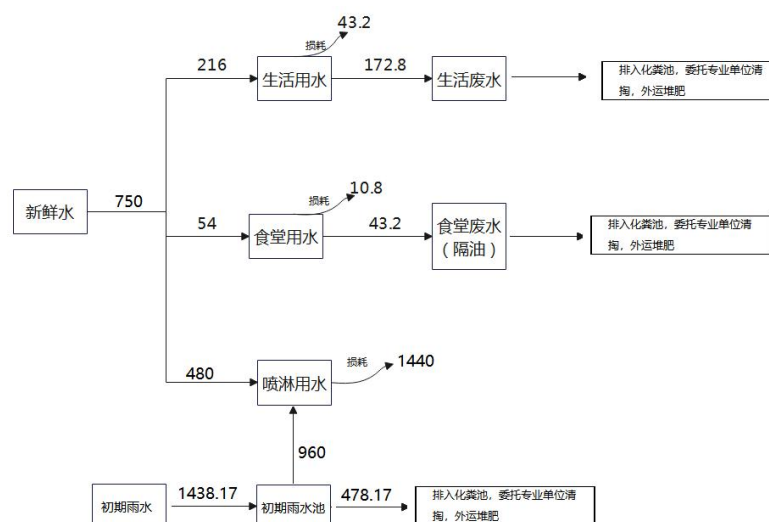 43.2
损耗
216
生活用水
172.8
生活废水
排入化粪池，委托专业单位清
掏，外运堆肥
新鲜水
750
10.8
损耗
54
食堂用水
43.2
食堂废水
（隔油）
排入化粪池，委托专业单位清
掏，外运堆肥
480
喷淋用水
损耗
1440
960
初期雨水
1438.17
初期雨水池
478.17
排入化粪池，委托专业单位清
掏，外运堆肥